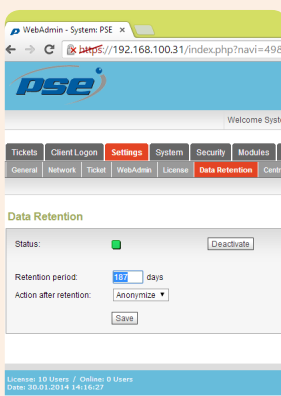 WebAdmin - System: PSE
https://192.168.100.31/index.php?navi=498
PSE
Welcome Syst
Tickets Client Logon Settings System Security Modules
General Network Ticket WebAdmin License Data Retention Centr
Data Retention
Status: Deactivate
Retention period: 187 days
Action after retention: Anonymize
Save
License: 10 Users / Online: 0 Users
Date: 30.01.2014 14:16:27